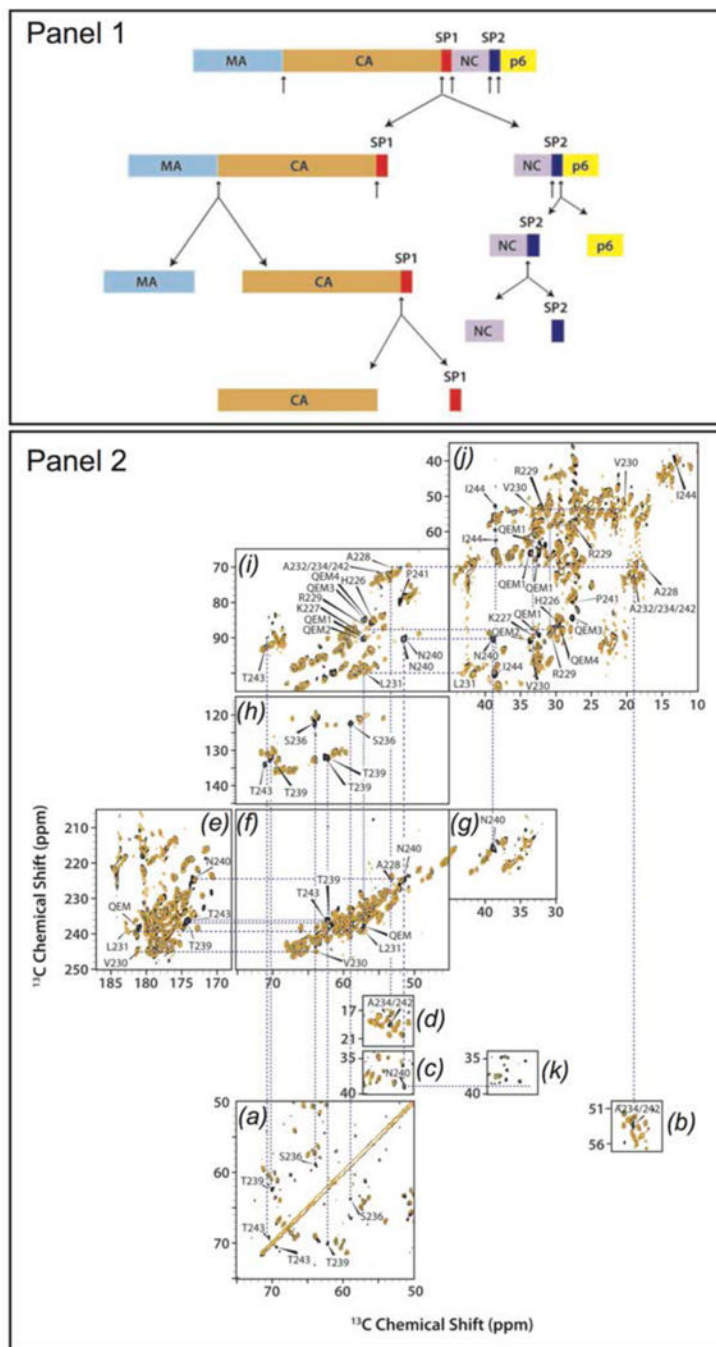 Panel 1
SP1 SP2
MA CA NC p6
SP1 SP2
MA CA NC p6
SP2
NC p6
SP1
MA CA
SP2
NC
SP1
CA
Panel 2
(j)
40
50
60
70
80
90
100
V230
R229
V230
I244
QEM1
I244
I244
R229
QEM1
QEM1
P241
A228
A232/234/242
H226
QEM1
K227
QEM2
QEM3
N240
QEM4
L231
I244
R229
V230
40 35 30 25 20 15 10
(i)
70
80
90
100
A228
A232/234/242
QEM4
H226
QEM3
P241
R229
K227
QEM1
QEM2
T243
N240
N240
L231
(h)
120
130
140
S236
S236
T243
T239
T239
T239
(e)
210
220
230
240
250
N240
QEM
T243
L231
T239
V230
180 170
(f)
N240
T239
T243
QEM
L231
V230
70 60 50
(g)
N240
40 35 30
¹³C Chemical Shift (ppm)
(d)
17
21
A234/242
(c)
35
40
N240
(k)
35
40
(b)
51
56
A234/242
(a)
50
60
70
S236
T239
S236
T243
T243
T239
70 60 50
¹³C Chemical Shift (ppm)